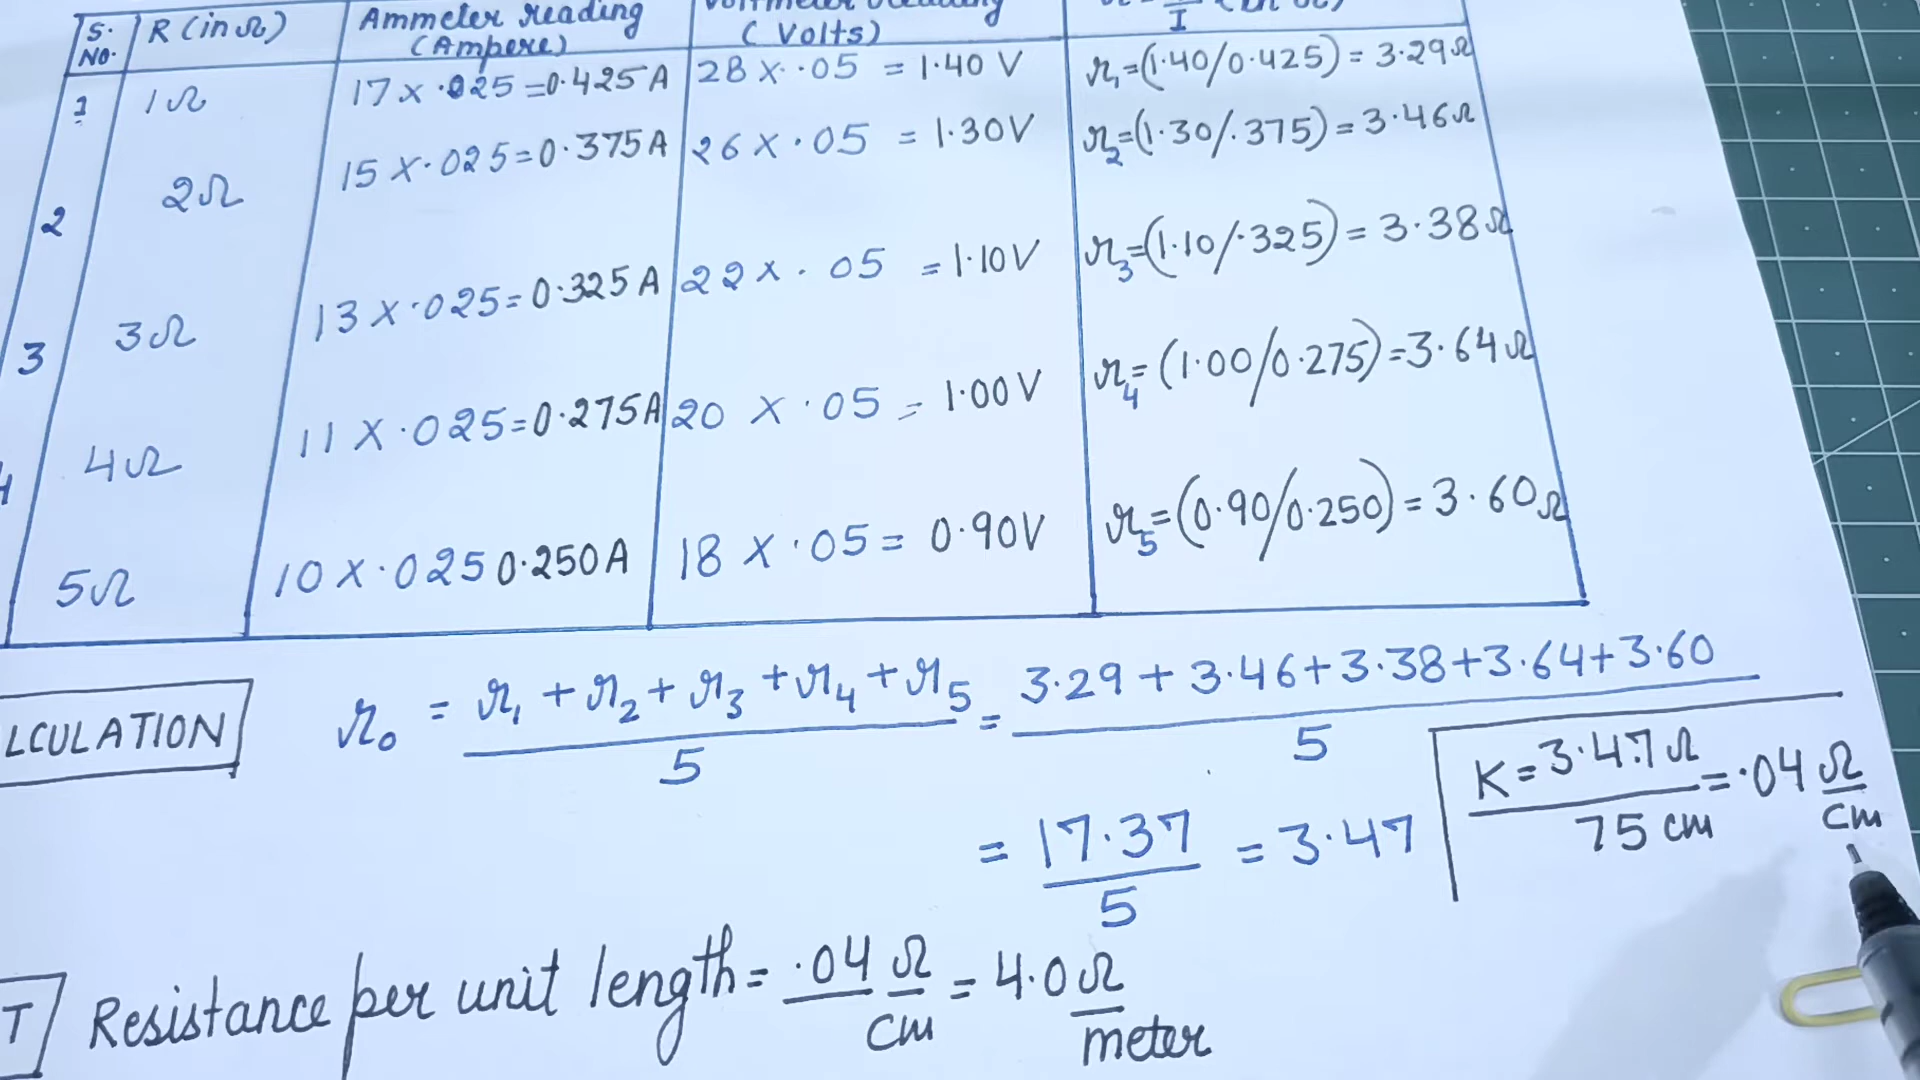 S. NO. R (in Ω) Ammeter reading (Ampere) (Volts) I
1 1Ω 17 x .025 = 0.425 A 28 x .05 = 1.40 V r₁=(1.40/0.425) = 3.29Ω
2 2Ω 15 x .025 = 0.375 A 26 x .05 = 1.30V r₂=(1.30/.375) = 3.46Ω
3 3Ω 13 x .025 = 0.325 A 22 x .05 = 1.10V r₃=(1.10/.325) = 3.38Ω
4 4Ω 11 x .025 = 0.275A 20 x .05 = 1.00 V r₄= (1.00/0.275) = 3.64Ω
5Ω 10 x .025 0.250A 18 x .05 = 0.90V r₅=(0.90/0.250) = 3.60Ω
LCULATION r₀ = r₁ + r₂ + r₃ + r₄ + r₅ / 5 = 3.29 + 3.46 + 3.38 + 3.64 + 3.60 / 5
= 17.37 / 5 = 3.47
K = 3.47 Ω / 75 cm = .04 Ω / cm
T Resistance per unit length = .04 Ω / cm = 4.0 Ω / meter